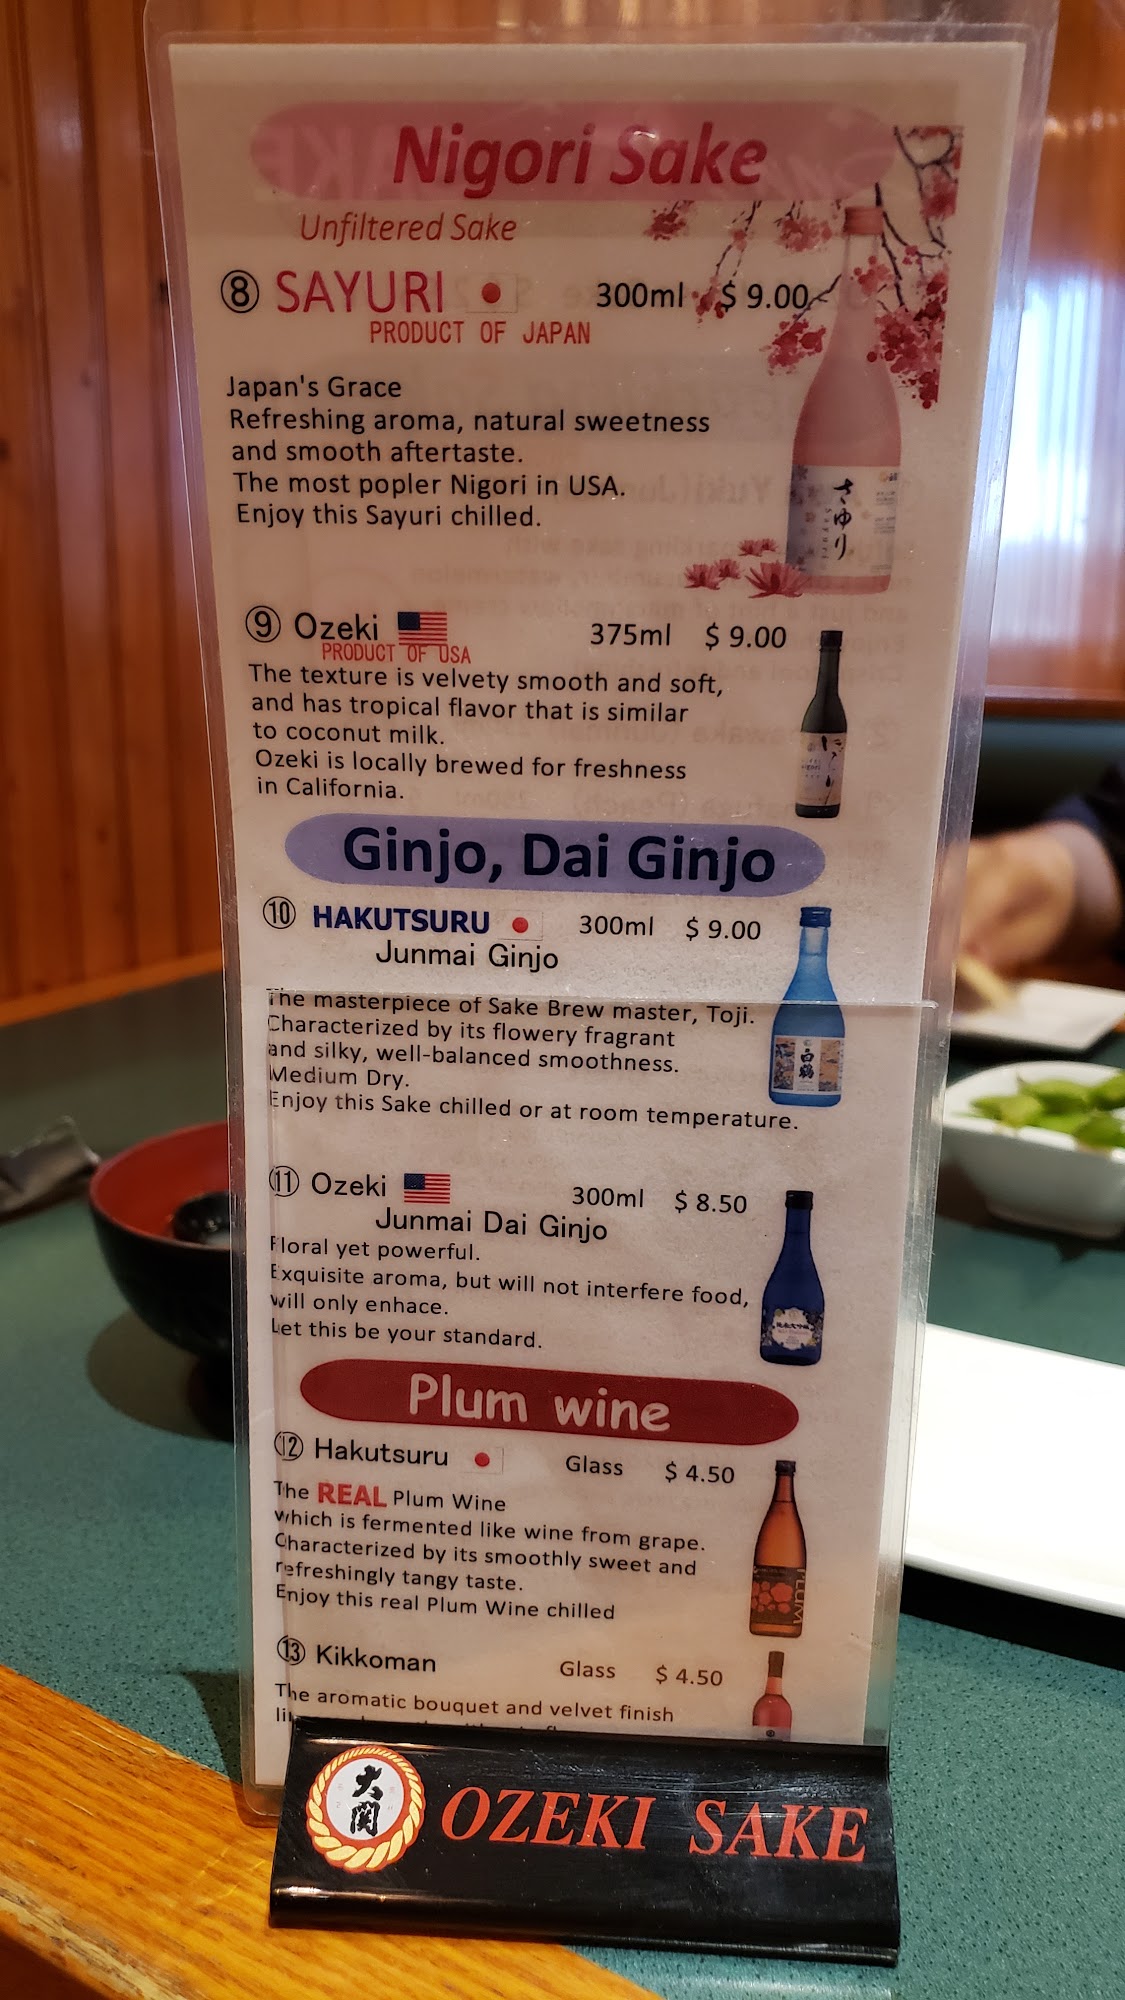 Nigori Sake
Unfiltered Sake
⑧ SAYURI 300ml $ 9.00
PRODUCT OF JAPAN
Japan's Grace
Refreshing aroma, natural sweetness
and smooth aftertaste.
The most popler Nigori in USA.
Enjoy this Sayuri chilled.
さゆり
SAYURI
⑨ Ozeki 375ml $ 9.00
PRODUCT OF USA
The texture is velvety smooth and soft,
and has tropical flavor that is similar
to coconut milk.
Ozeki is locally brewed for freshness
in California.
Ginjo, Dai Ginjo
⑩ HAKUTSURU 300ml $ 9.00
Junmai Ginjo
The masterpiece of Sake Brew master, Toji.
Characterized by its flowery fragrant
and silky, well-balanced smoothness.
Medium Dry.
Enjoy this Sake chilled or at room temperature.
白鶴
⑪ Ozeki 300ml $ 8.50
Junmai Dai Ginjo
Floral yet powerful.
Exquisite aroma, but will not interfere food,
will only enhace.
Let this be your standard.
Plum wine
⑫ Hakutsuru Glass $ 4.50
The REAL Plum Wine
which is fermented like wine from grape.
Characterized by its smoothly sweet and
refreshingly tangy taste.
Enjoy this real Plum Wine chilled
PLUM
⑬ Kikkoman Glass $ 4.50
The aromatic bouquet and velvet finish
大関
OZEKI SAKE